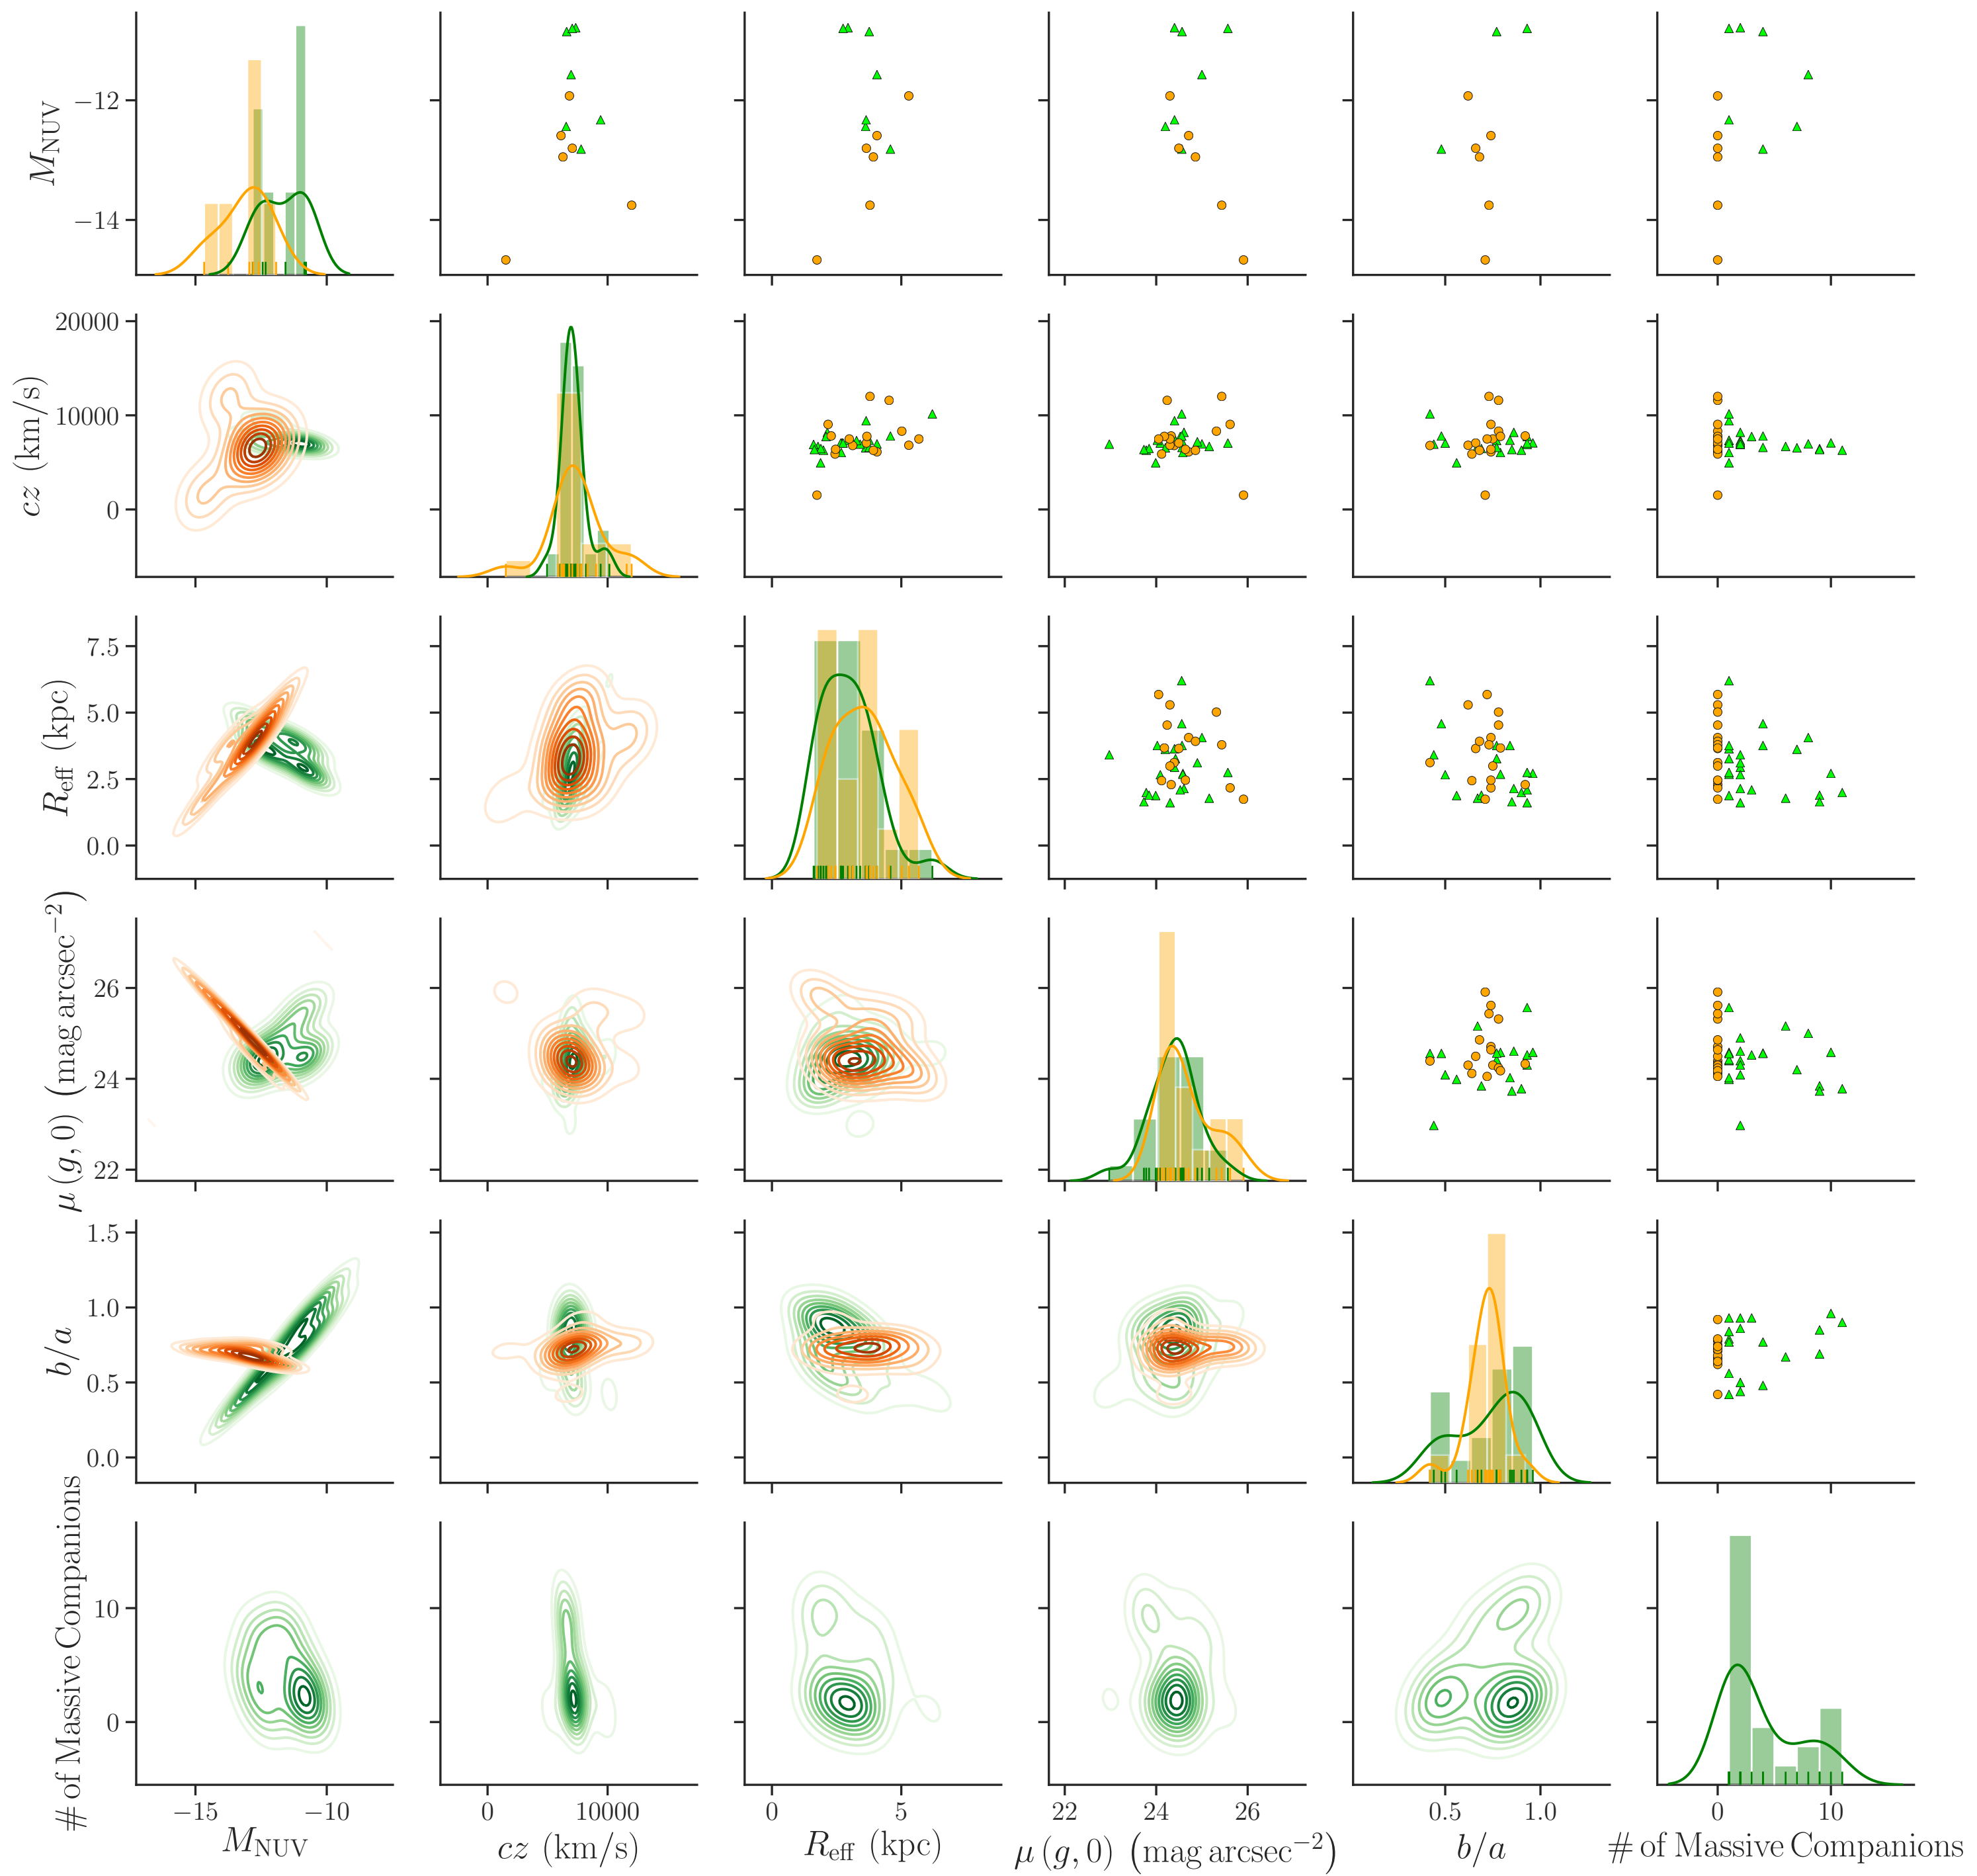 M_NUV
−12
−14
20000
10000
0
cz (km/s)
7.5
5.0
2.5
0.0
R_eff (kpc)
26
24
22
μ (g, 0) (mag arcsec⁻²)
1.5
1.0
0.5
0.0
b/a
10
0
# of Massive Companions
−15 −10 0 10000 0 5 22 24 26 0.5 1.0 0 10
M_NUV cz (km/s) R_eff (kpc) μ (g, 0) (mag arcsec⁻²) b/a # of Massive Companions